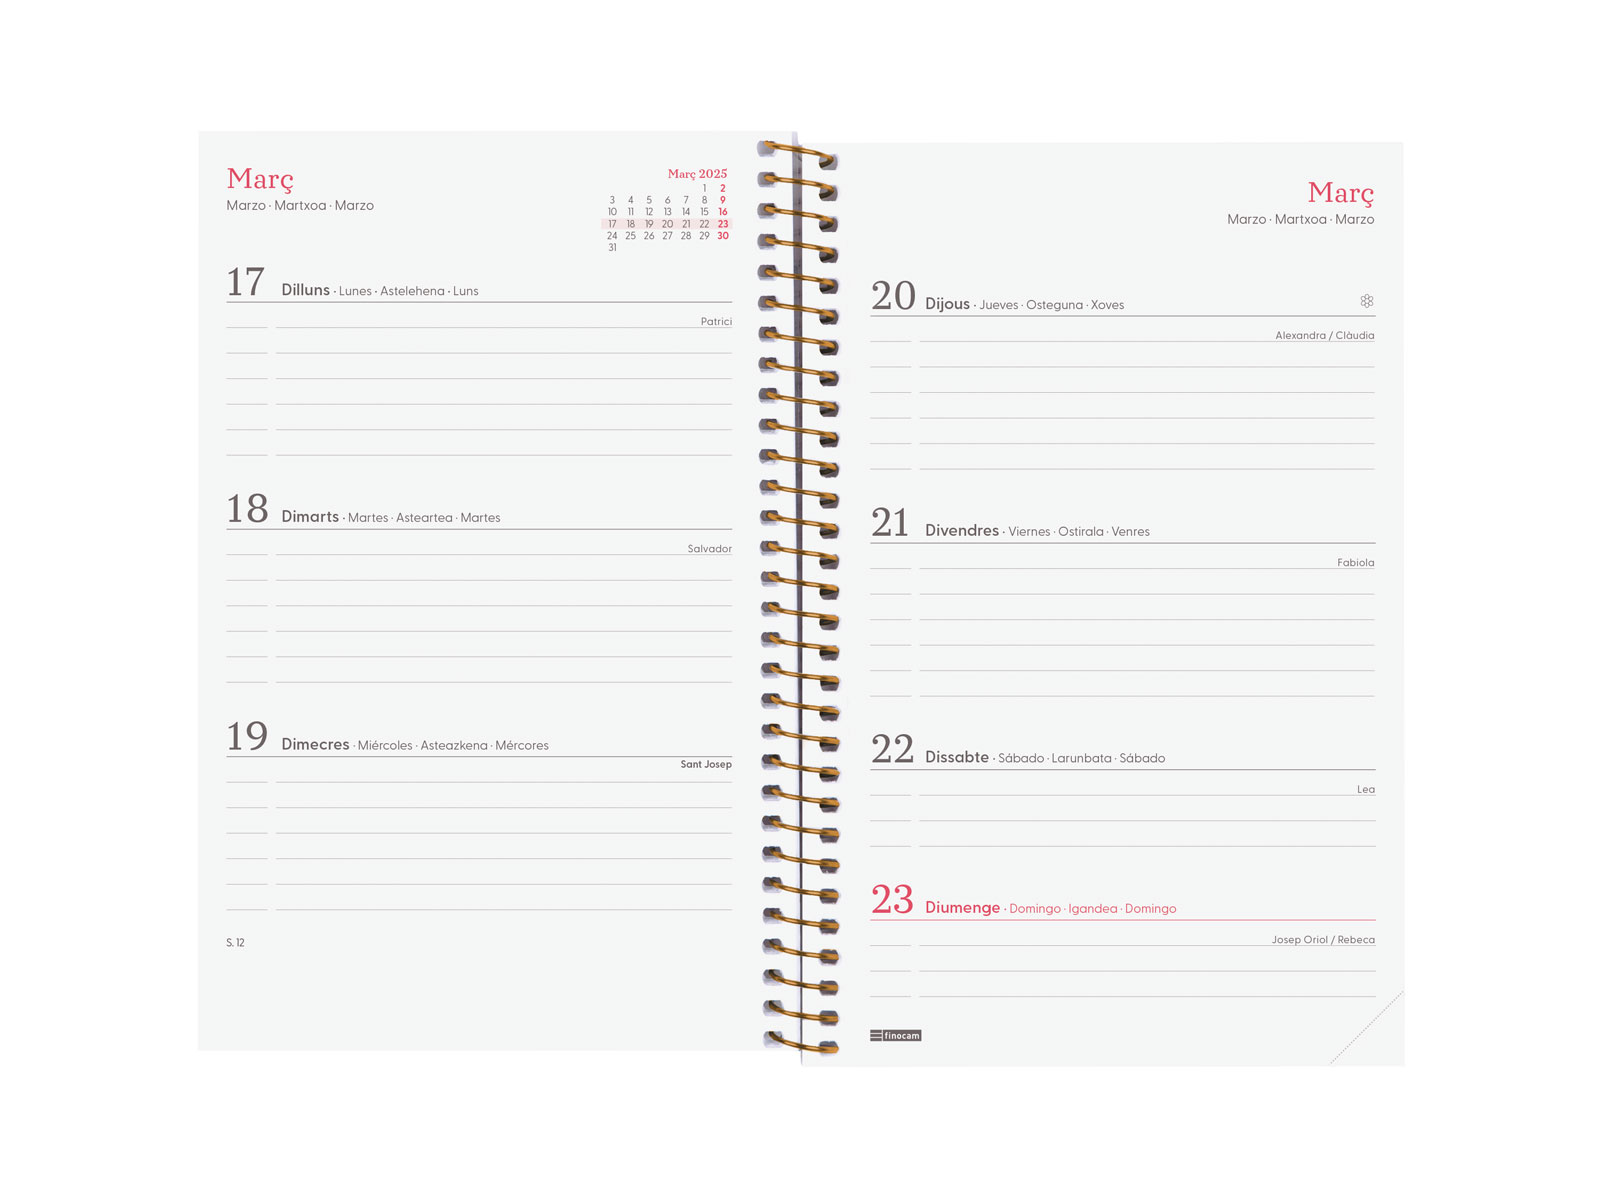 Març
Marzo · Martxoa · Marzo
Març 2025
1 2
3 4 5 6 7 8 9
10 11 12 13 14 15 16
17 18 19 20 21 22 23
24 25 26 27 28 29 30
31
17 Dilluns · Lunes · Astelehena · Luns
Patrici
18 Dimarts · Martes · Asteartea · Martes
Salvador
19 Dimecres · Miércoles · Asteazkena · Mércores
Sant Josep
S. 12
Març
Marzo · Martxoa · Marzo
20 Dijous · Jueves · Osteguna · Xoves
Alexandra / Clàudia
21 Divendres · Viernes · Ostirala · Venres
Fabiola
22 Dissabte · Sábado · Larunbata · Sábado
Lea
23 Diumenge · Domingo · Igandea · Domingo
Josep Oriol / Rebeca
finocam